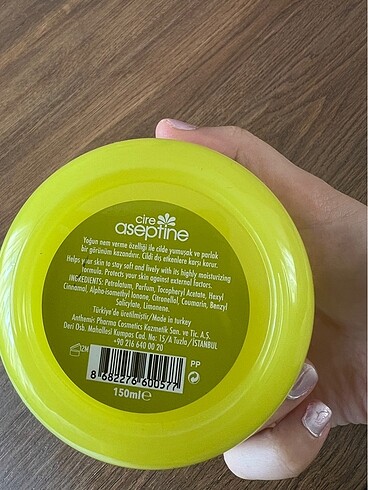 cire
aseptine
Yoğun nem verme özelliği ile cilde yumuşak ve parlak
bir görünüm kazandırır. Cildi dış etkenlere karşı korur.
Helps your skin to stay soft and lively with its highly moisturizing
formula. Protects your skin against external factors.
INGREDIENTS: Petrolatum, Parfum, Tocopheryl Acetate, Hexyl
Cinnamal, Alpha-isomethyl Ionone, Citronellol, Coumarin, Benzyl
Salicylate, Limonene.
Türkiye'de üretilmiştir/Made in turkey
Anthemis Pharma Cosmetics Kozmetik San. ve Tic. A.S.
Deri Osb. Mahallesi Kumpas Cad. No: 15/A Tuzla/İSTANBUL
+90 216 640 00 20
12M
PP
8 682276 600577
150ml e